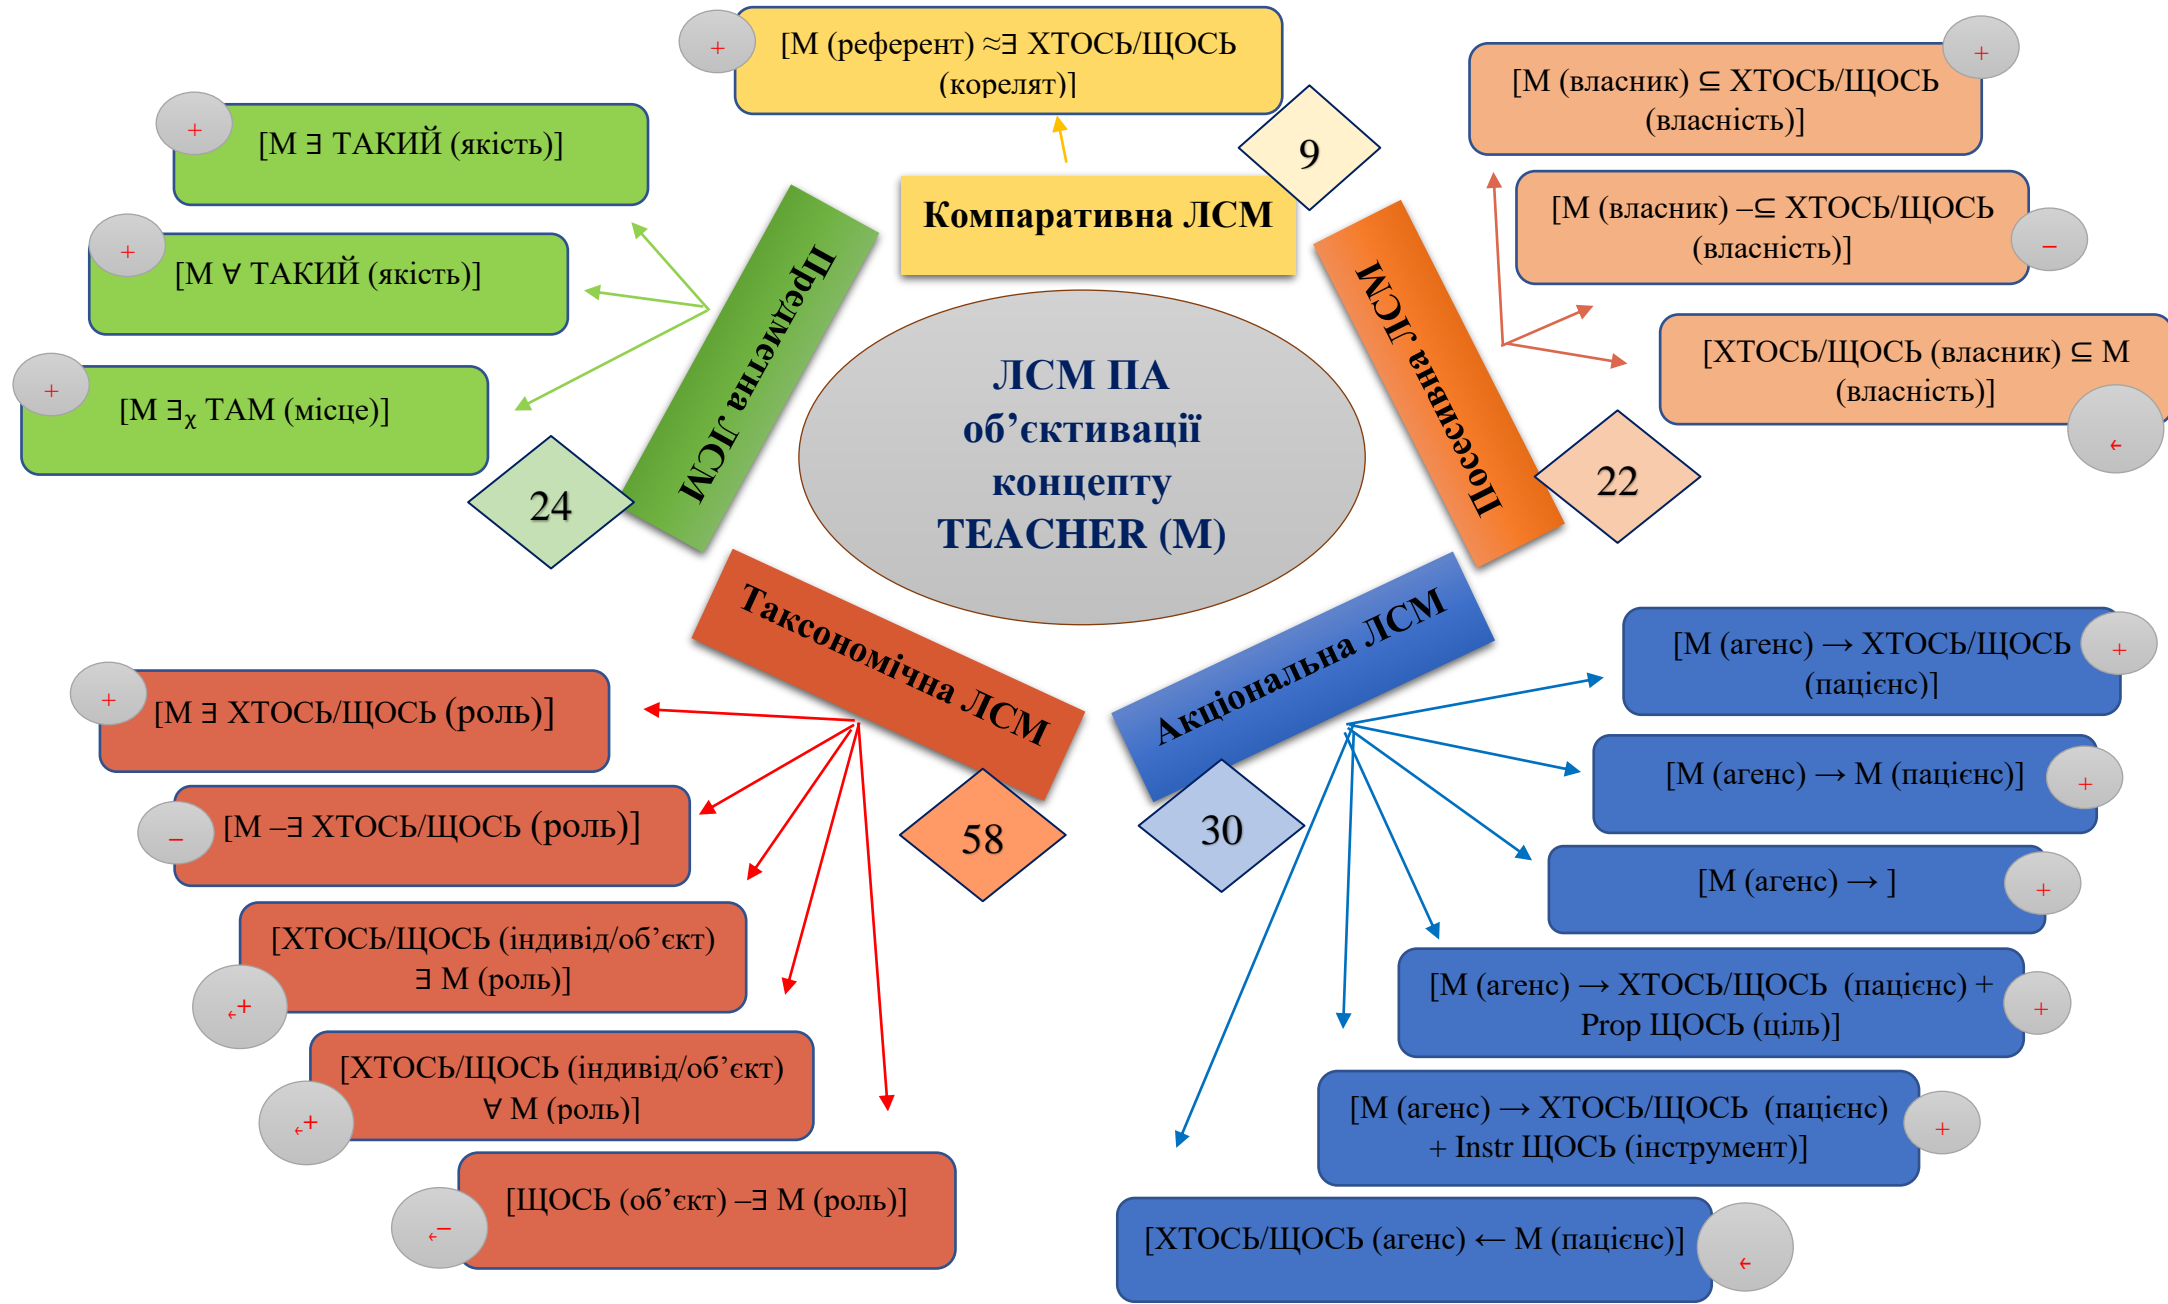 +
[М (референт) ≈∃ ХТОСЬ/ЩОСЬ
(корелят)]
9
Компаративна ЛСМ
+
[М ∃ ТАКИЙ (якість)]
+
[М ∀ ТАКИЙ (якість)]
+
[М ∃χ ТАМ (місце)]
24
Предметна ЛСМ
+
[М (власник) ⊆ ХТОСЬ/ЩОСЬ
(власність)]
[М (власник) –⊆ ХТОСЬ/ЩОСЬ
(власність)]
–
[ХТОСЬ/ЩОСЬ (власник) ⊆ М
(власність)]
←
22
Посесивна ЛСМ
ЛСМ ПА
об’єктивації
концепту
TEACHER (М)
Таксономічна ЛСМ
58
+
[М ∃ ХТОСЬ/ЩОСЬ (роль)]
–
[М –∃ ХТОСЬ/ЩОСЬ (роль)]
[ХТОСЬ/ЩОСЬ (індивід/об’єкт)
∃ М (роль)]
←+
[ХТОСЬ/ЩОСЬ (індивід/об’єкт)
∀ М (роль)]
←+
[ЩОСЬ (об’єкт) –∃ М (роль)]
←–
Акціональна ЛСМ
30
[М (агенс) → ХТОСЬ/ЩОСЬ
(пацієнс)]
+
[М (агенс) → М (пацієнс)]
+
[М (агенс) → ]
+
[М (агенс) → ХТОСЬ/ЩОСЬ (пацієнс) +
Prop ЩОСЬ (ціль)]
+
[М (агенс) → ХТОСЬ/ЩОСЬ (пацієнс)
+ Instr ЩОСЬ (інструмент)]
+
[ХТОСЬ/ЩОСЬ (агенс) ← М (пацієнс)]
←